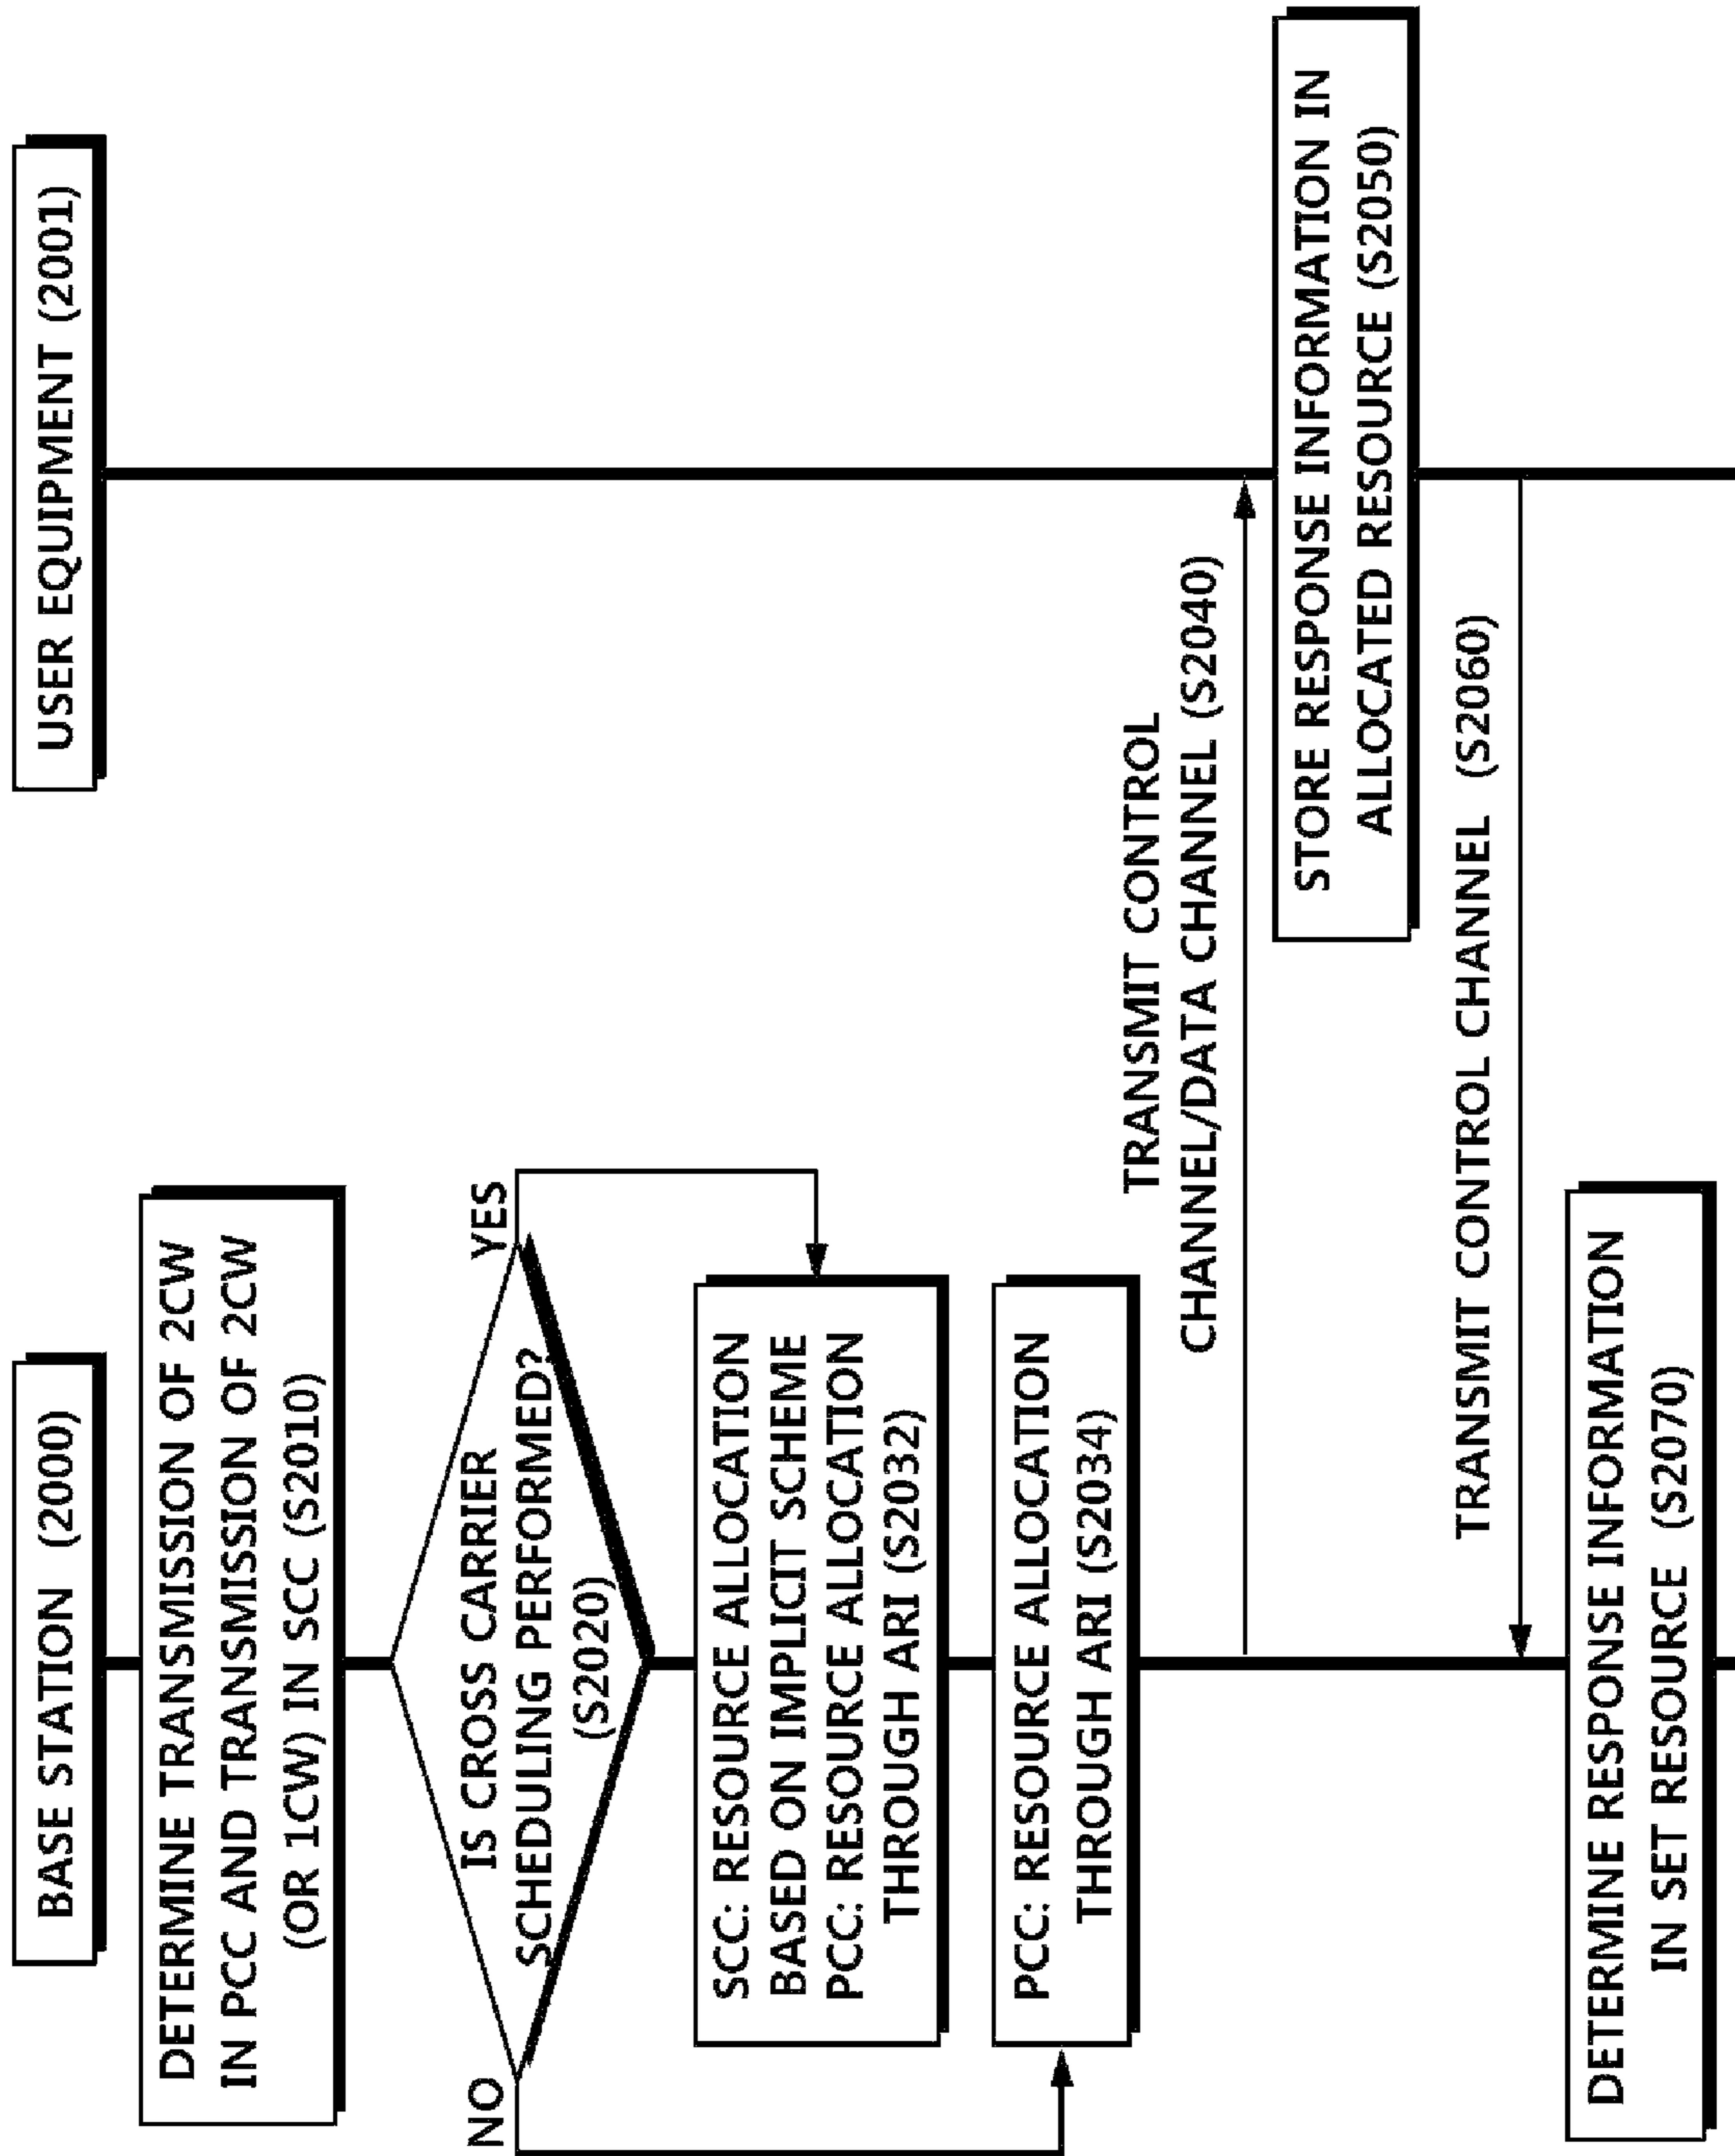 BASE STATION (2000)
USER EQUIPMENT (2001)
DETERMINE TRANSMISSION OF 2CW
IN PCC AND TRANSMISSION OF 2CW
(OR 1CW) IN SCC (S2010)
NO
YES
IS CROSS CARRIER
SCHEDULING PERFORMED?
(S2020)
SCC: RESOURCE ALLOCATION
BASED ON IMPLICIT SCHEME
PCC: RESOURCE ALLOCATION
THROUGH ARI (S2032)
PCC: RESOURCE ALLOCATION
THROUGH ARI (S2034)
TRANSMIT CONTROL
CHANNEL/DATA CHANNEL (S2040)
STORE RESPONSE INFORMATION IN
ALLOCATED RESOURCE (S2050)
TRANSMIT CONTROL CHANNEL (S2060)
DETERMINE RESPONSE INFORMATION
IN SET RESOURCE (S2070)